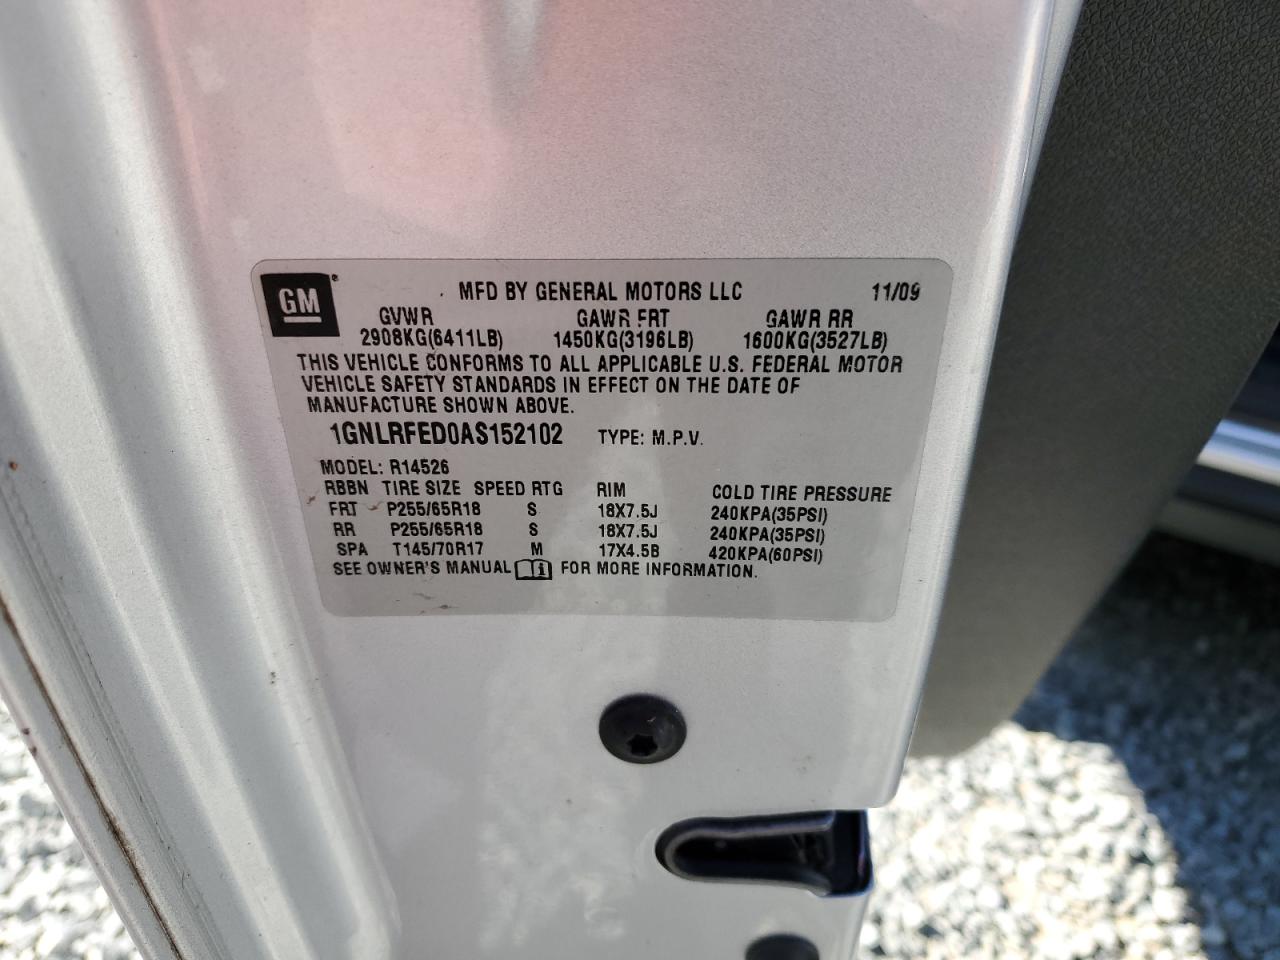 GM MFD BY GENERAL MOTORS LLC 11/09
GVWR GAWR FRT GAWR RR
2908KG(6411LB) 1450KG(3196LB) 1600KG(3527LB)
THIS VEHICLE CONFORMS TO ALL APPLICABLE U.S. FEDERAL MOTOR
VEHICLE SAFETY STANDARDS IN EFFECT ON THE DATE OF
MANUFACTURE SHOWN ABOVE.
1GNLRFED0AS152102 TYPE: M.P.V.
MODEL: R14526
RBBN TIRE SIZE SPEED RTG RIM COLD TIRE PRESSURE
FRT P255/65R18 S 18X7.5J 240KPA(35PSI)
RR P255/65R18 S 18X7.5J 240KPA(35PSI)
SPA T145/70R17 M 17X4.5B 420KPA(60PSI)
SEE OWNER'S MANUAL i FOR MORE INFORMATION.